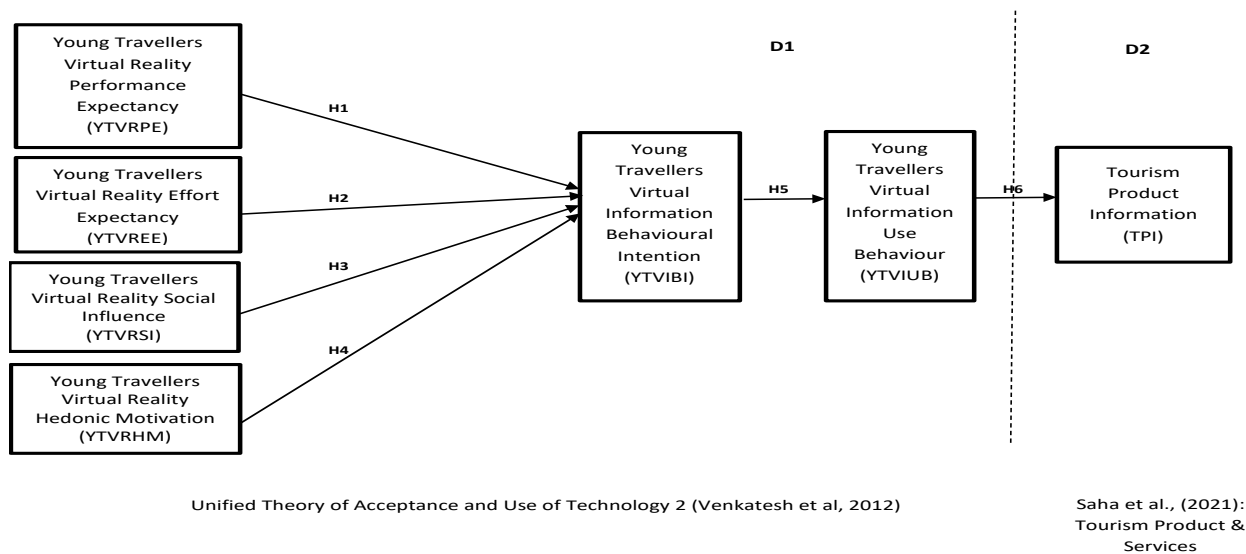 Young Travellers
Virtual Reality
Performance
Expectancy
(YTVRPE)
Young Travellers
Virtual Reality Effort
Expectancy
(YTVREE)
Young Travellers
Virtual Reality Social
Influence
(YTVRSI)
Young Travellers
Virtual Reality
Hedonic Motivation
(YTVRHM)
H1
H2
H3
H4
Young
Travellers
Virtual
Information
Behavioural
Intention
(YTVIBI)
H5
D1
Young
Travellers
Virtual
Information
Use
Behaviour
(YTVIUB)
H6
D2
Tourism
Product
Information
(TPI)
Unified Theory of Acceptance and Use of Technology 2 (Venkatesh et al, 2012)
Saha et al., (2021):
Tourism Product &
Services